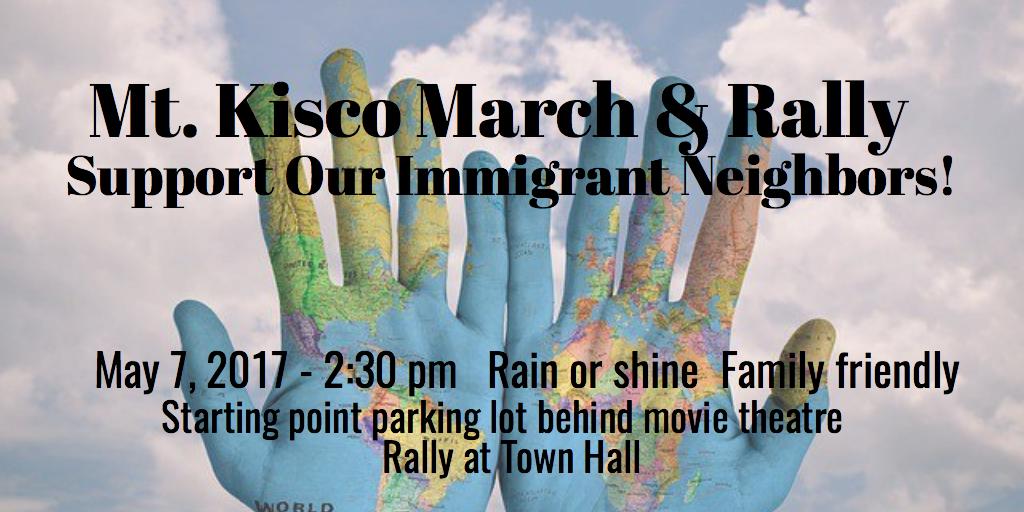 Mt. Kisco March & Rally
Support Our Immigrant Neighbors!
May 7, 2017 - 2:30 pm Rain or shine Family friendly
Starting point parking lot behind movie theatre
Rally at Town Hall
WORLD